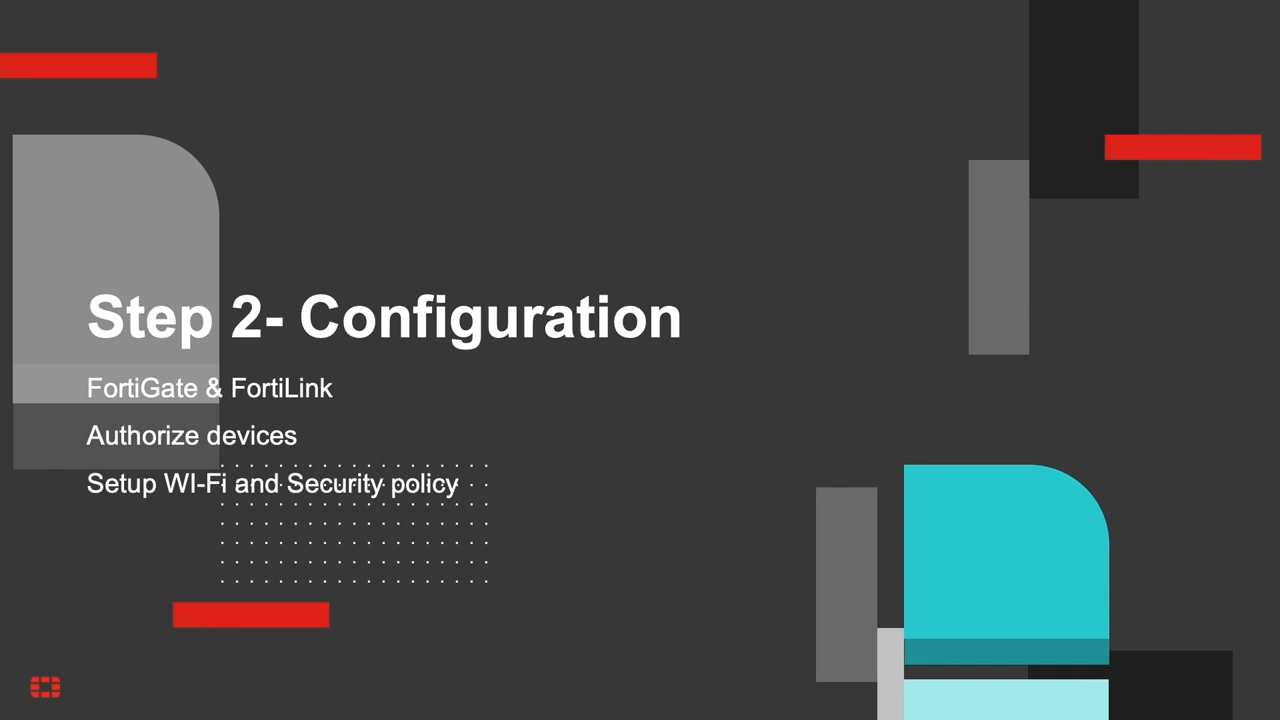 Step 2- Configuration
FortiGate & FortiLink
Authorize devices
Setup WI-Fi and Security policy